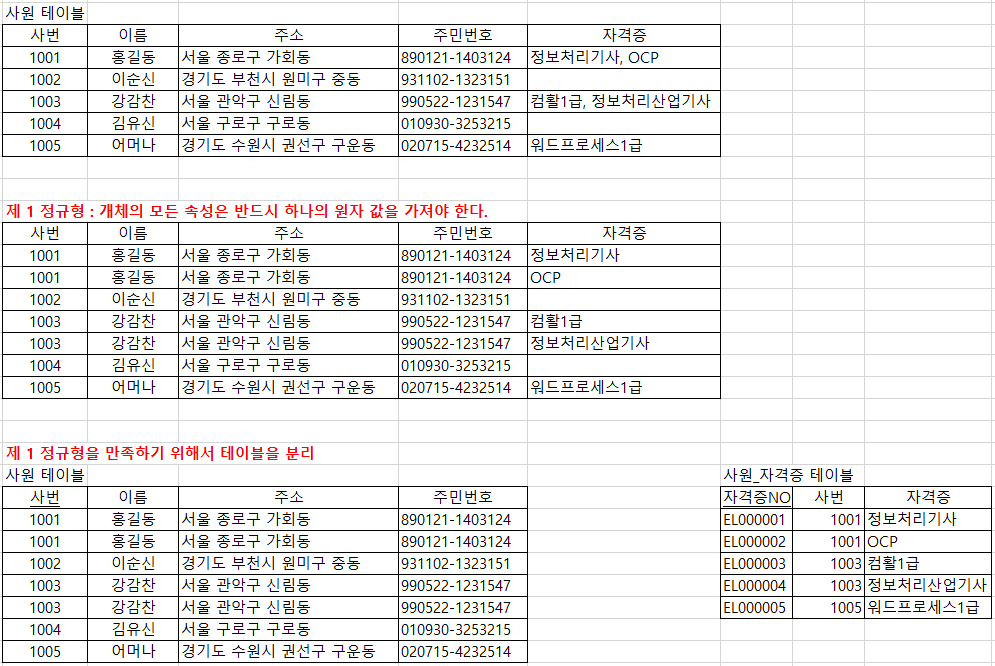 사원 테이블
사번 이름 주소 주민번호 자격증
1001 홍길동 서울 종로구 가회동 890121-1403124 정보처리기사, OCP
1002 이순신 경기도 부천시 원미구 중동 931102-1323151
1003 강감찬 서울 관악구 신림동 990522-1231547 컴활1급, 정보처리산업기사
1004 김유신 서울 구로구 구로동 010930-3253215
1005 어머나 경기도 수원시 권선구 구운동 020715-4232514 워드프로세스1급
제 1 정규형 : 개체의 모든 속성은 반드시 하나의 원자 값을 가져야 한다.
사번 이름 주소 주민번호 자격증
1001 홍길동 서울 종로구 가회동 890121-1403124 정보처리기사
1001 홍길동 서울 종로구 가회동 890121-1403124 OCP
1002 이순신 경기도 부천시 원미구 중동 931102-1323151
1003 강감찬 서울 관악구 신림동 990522-1231547 컴활1급
1003 강감찬 서울 관악구 신림동 990522-1231547 정보처리산업기사
1004 김유신 서울 구로구 구로동 010930-3253215
1005 어머나 경기도 수원시 권선구 구운동 020715-4232514 워드프로세스1급
제 1 정규형을 만족하기 위해서 테이블을 분리
사원 테이블 사원_자격증 테이블
사번 이름 주소 주민번호 자격증NO 사번 자격증
1001 홍길동 서울 종로구 가회동 890121-1403124 EL000001 1001 정보처리기사
1001 홍길동 서울 종로구 가회동 890121-1403124 EL000002 1001 OCP
1002 이순신 경기도 부천시 원미구 중동 931102-1323151 EL000003 1003 컴활1급
1003 강감찬 서울 관악구 신림동 990522-1231547 EL000004 1003 정보처리산업기사
1003 강감찬 서울 관악구 신림동 990522-1231547 EL000005 1005 워드프로세스1급
1004 김유신 서울 구로구 구로동 010930-3253215
1005 어머나 경기도 수원시 권선구 구운동 020715-4232514